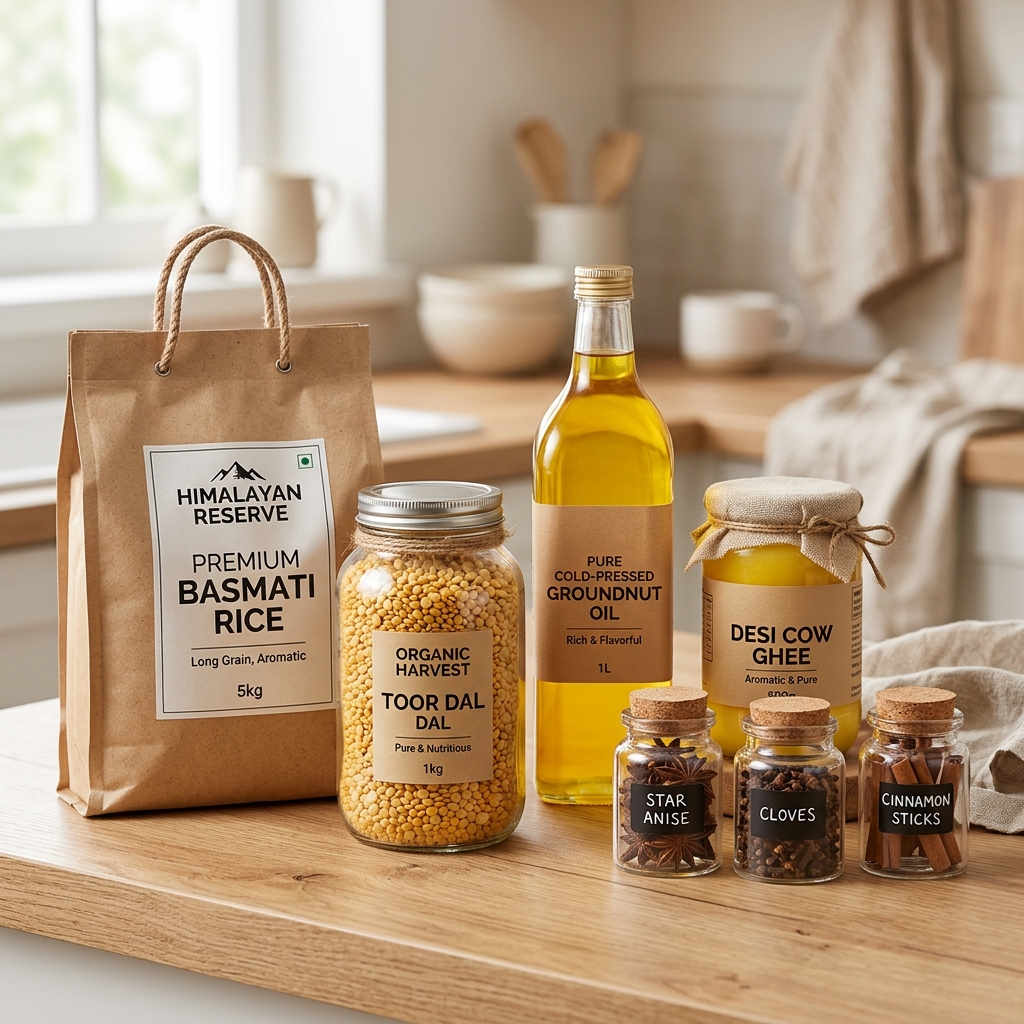 HIMALAYAN
RESERVE
PREMIUM
BASMATI
RICE
Long Grain, Aromatic
5kg
ORGANIC
HARVEST
TOOR DAL
DAL
Pure & Nutritious
1kg
PURE
COLD-PRESSED
GROUNDNUT
OIL
Rich & Flavorful
1L
DESI COW
GHEE
Aromatic & Pure
STAR
ANISE
CLOVES
CINNAMON
STICKS